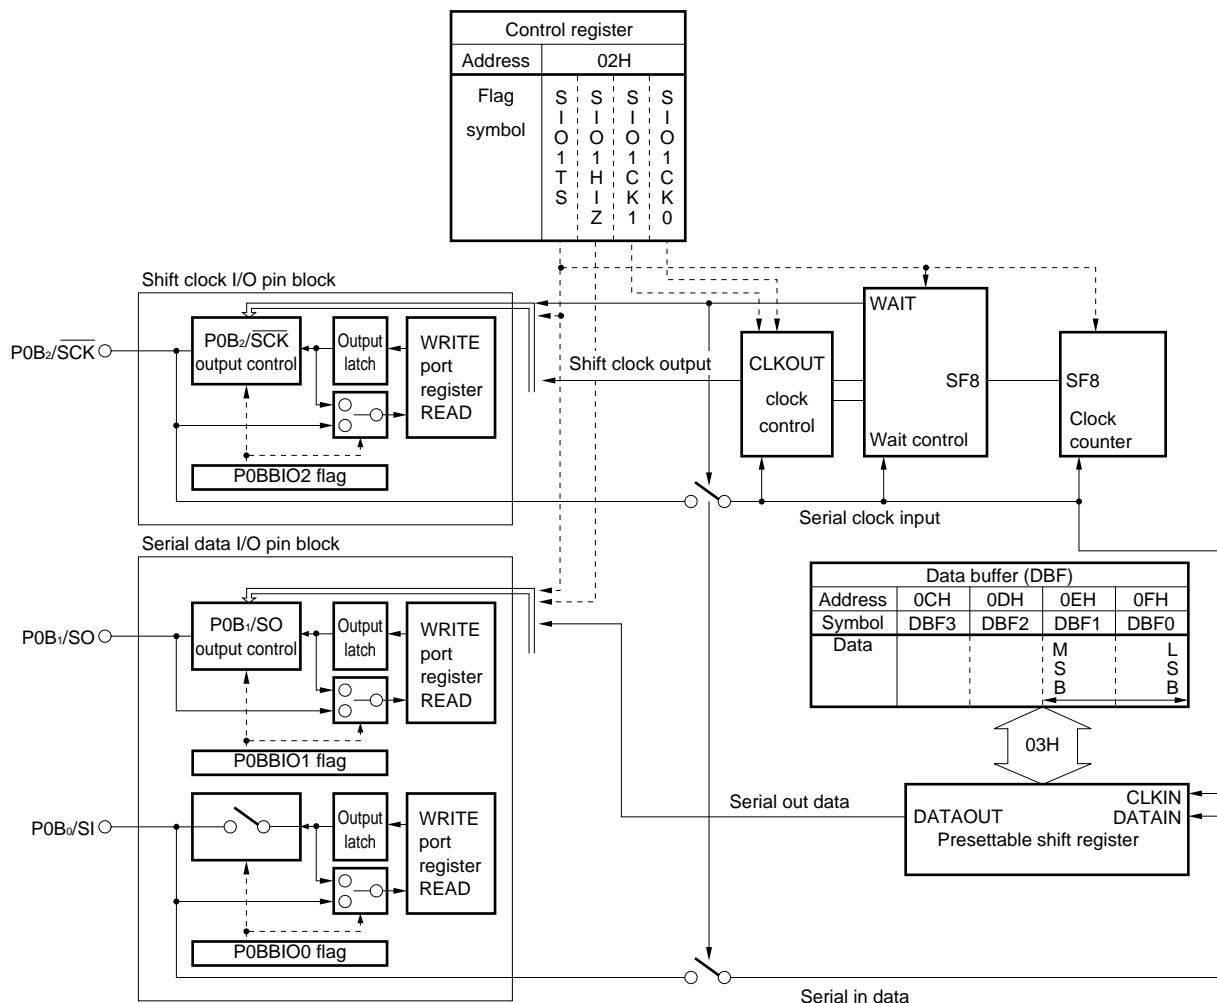 Control register
Address 02H
Flag symbol
SIO1TS
SIO1HIZ
SIO1CK1
SIO1CK0
Shift clock I/O pin block
P0B₂/S̅C̅K̅
P0B₂/S̅C̅K̅
output control
Output
latch
WRITE
port
register
READ
P0BBIO2 flag
Shift clock output
CLKOUT
clock
control
WAIT
SF8
Wait control
SF8
Clock
counter
Serial clock input
Serial data I/O pin block
P0B₁/SO
P0B₁/SO
output control
Output
latch
WRITE
port
register
READ
P0BBIO1 flag
P0B₀/SI
Output
latch
WRITE
port
register
READ
P0BBIO0 flag
Data buffer (DBF)
Address 0CH 0DH 0EH 0FH
Symbol DBF3 DBF2 DBF1 DBF0
Data MSB LSB
03H
Serial out data
DATAOUT
CLKIN
DATAIN
Presettable shift register
Serial in data